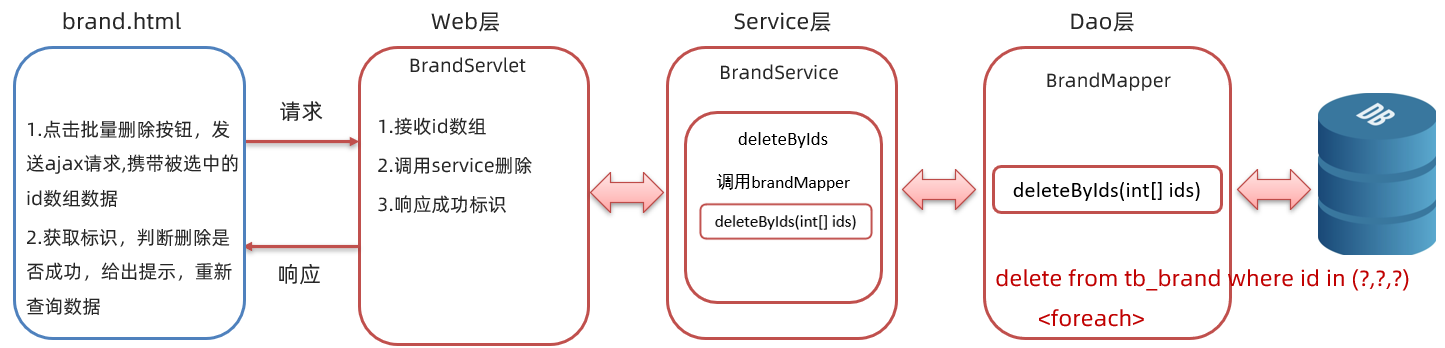 brand.html
1.点击批量删除按钮，发
送ajax请求,携带被选中的
id数组数据
2.获取标识，判断删除是
否成功，给出提示，重新
查询数据
请求
响应
Web层
BrandServlet
1.接收id数组
2.调用service删除
3.响应成功标识
Service层
BrandService
deleteByIds
调用brandMapper
deleteByIds(int[] ids)
Dao层
BrandMapper
deleteByIds(int[] ids)
delete from tb_brand where id in (?,?,?)
<foreach>
DB